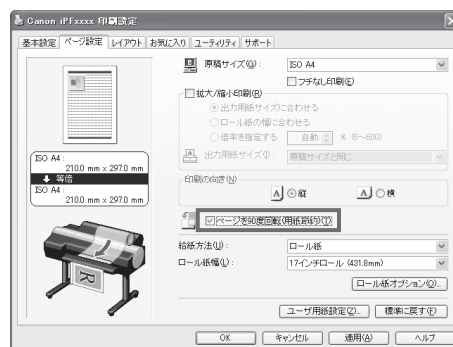 Canon iPFxxxx 印刷設定
基本設定 ページ設定 レイアウト お気に入り ユーティリティ サポート
原稿サイズ(Q): ISO A4
フチなし印刷(F)
拡大/縮小印刷(R)
出力用紙サイズに合わせる
ロール紙の幅に合わせる
倍率を指定する 自動 % (5~600)
出力用紙サイズ(I): 原稿サイズと同じ
ISO A4 :
210.0 mm x 297.0 mm
等倍
ISO A4 :
210.0 mm x 297.0 mm
印刷の向き(N)
A 縦 A 横
ページを90度回転(用紙節約)(T)
給紙方法(U): ロール紙
ロール紙幅(L): 17インチロール (431.8mm)
ロール紙オプション(O)...
ユーザ用紙設定(Z)... 標準に戻す(E)
OK キャンセル 適用(A) ヘルプ